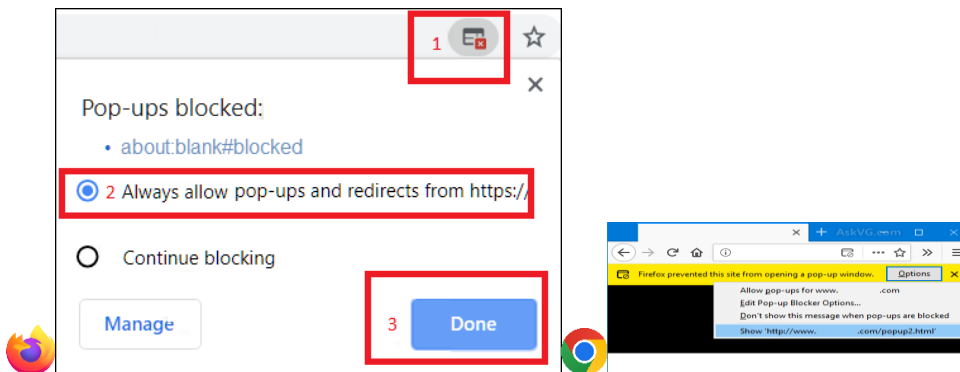 1
Pop-ups blocked:
• about:blank#blocked
2 Always allow pop-ups and redirects from https:/
Continue blocking
Manage
3
Done
AskVG.com
Firefox prevented this site from opening a pop-up window. Options
Allow pop-ups for www. .com
Edit Pop-up Blocker Options...
Don't show this message when pop-ups are blocked
Show 'http://www. .com/popup2.html'